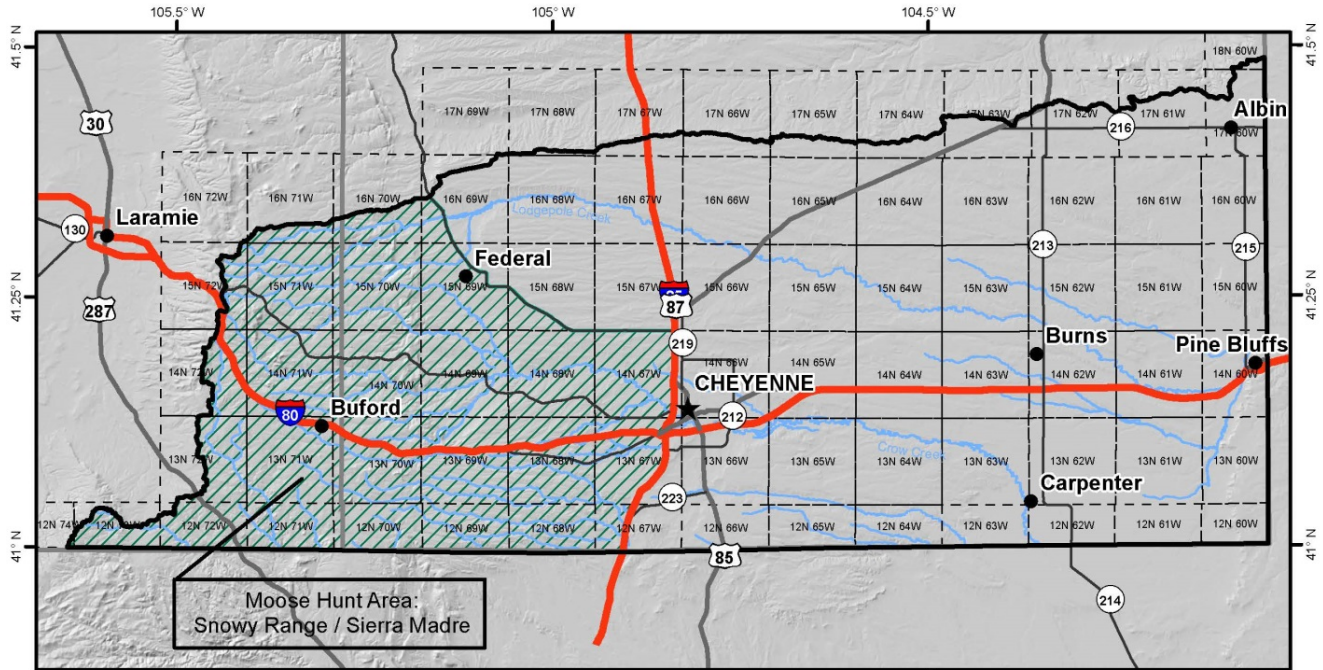 105.5° W
105° W
104.5° W
41.5° N
41.5° N
18N 60W
17N 69W
17N 68W
17N 67W
17N 66W
17N 65W
17N 64W
17N 63W
17N 62W
17N 61W
Albin
30
216
17N 60W
16N 72W
16N 71W
16N 70W
16N 69W
16N 68W
16N 67W
16N 66W
16N 65W
16N 64W
16N 63W
16N 62W
16N 61W
16N 60W
Lodgepole Creek
130
Laramie
213
215
Federal
15N 72W
15N 71W
15N 70W
15N 69W
15N 68W
15N 67W
15N 66W
15N 65W
15N 64W
15N 63W
15N 62W
15N 61W
15N 60W
41.25° N
41.25° N
287
87
219
Burns
Pine Bluffs
14N 72W
14N 71W
14N 70W
14N 69W
14N 68W
14N 67W
14N 66W
14N 65W
14N 64W
14N 63W
14N 62W
14N 61W
14N 60W
CHEYENNE
80
Buford
212
Crow Creek
13N 72W
13N 71W
13N 70W
13N 69W
13N 68W
13N 67W
13N 66W
13N 65W
13N 64W
13N 63W
13N 62W
13N 61W
13N 60W
Carpenter
223
12N 74W
12N 72W
12N 71W
12N 70W
12N 69W
12N 68W
12N 67W
12N 66W
12N 65W
12N 64W
12N 63W
12N 62W
12N 61W
12N 60W
41° N
41° N
85
214
Moose Hunt Area:
Snowy Range / Sierra Madre